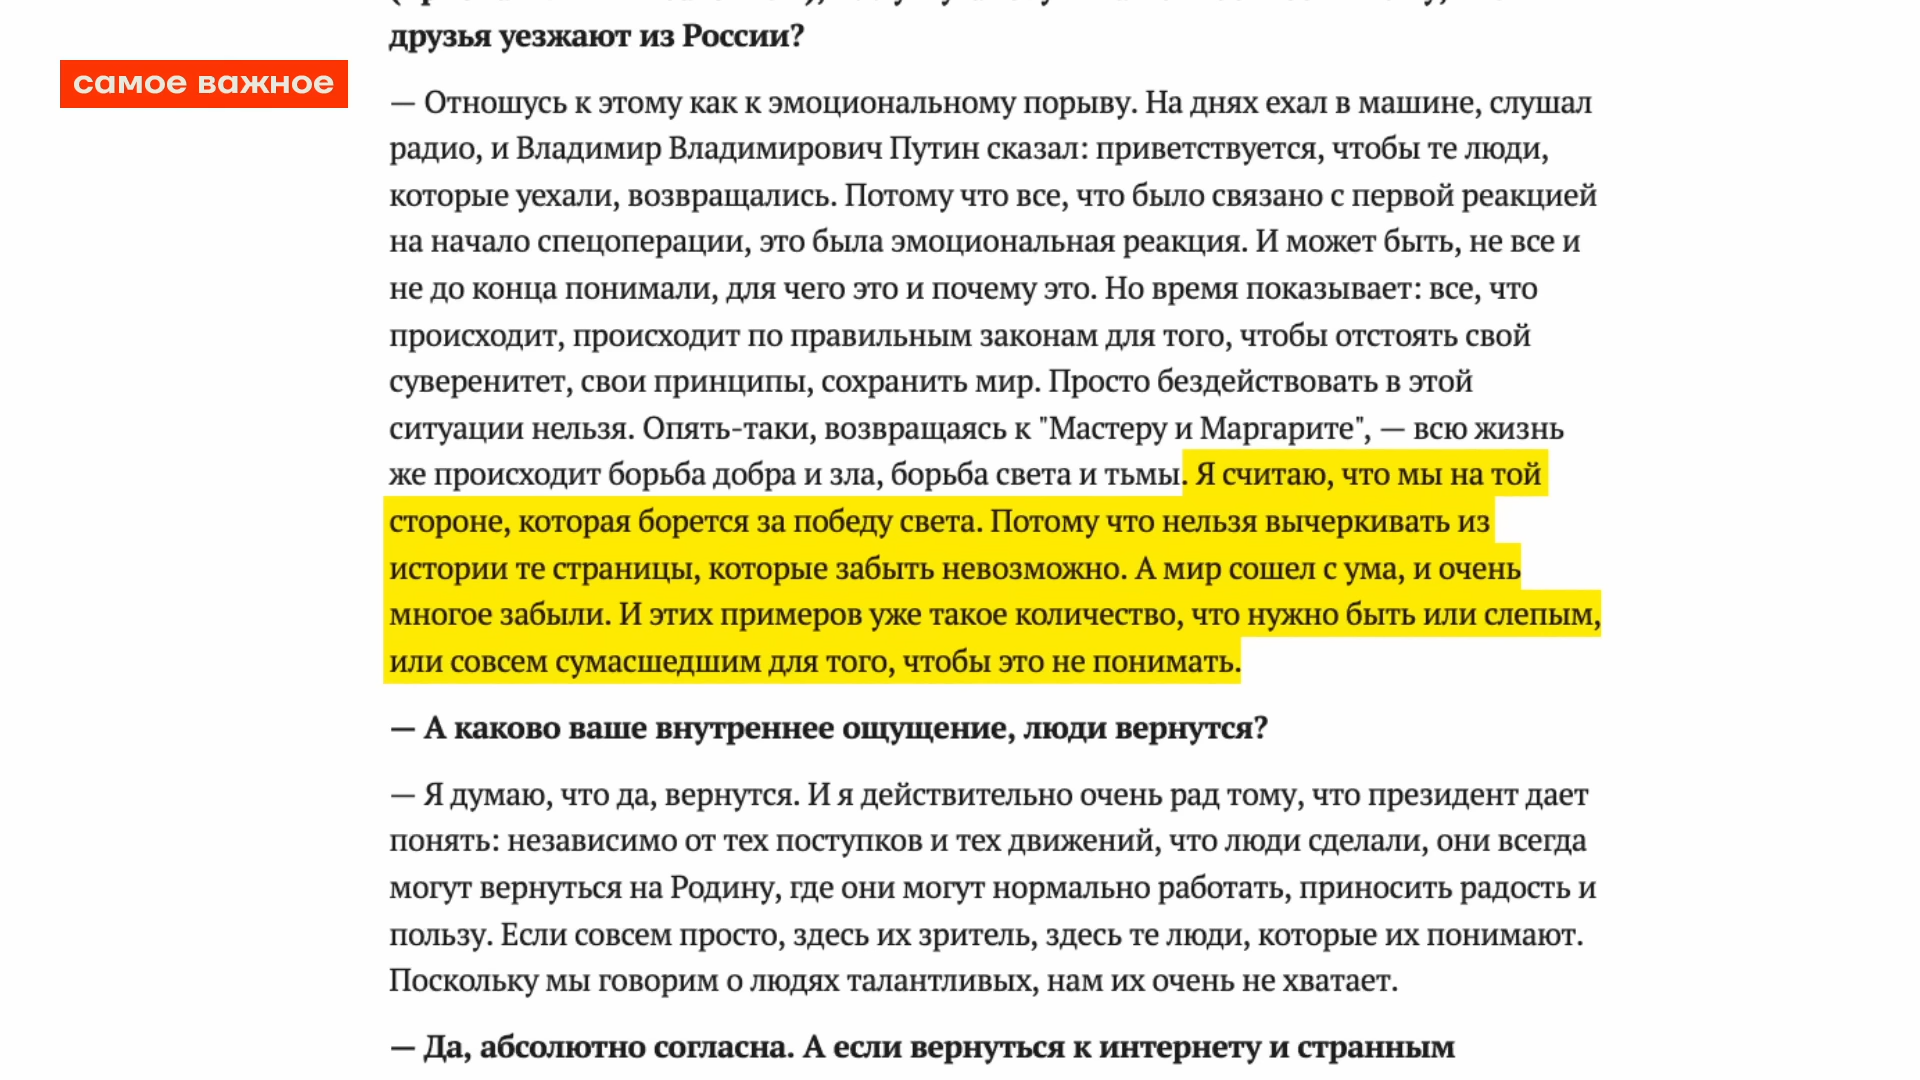 друзья уезжают из России?
самое важное
— Отношусь к этому как к эмоциональному порыву. На днях ехал в машине, слушал
радио, и Владимир Владимирович Путин сказал: приветствуется, чтобы те люди,
которые уехали, возвращались. Потому что все, что было связано с первой реакцией
на начало спецоперации, это была эмоциональная реакция. И может быть, не все и
не до конца понимали, для чего это и почему это. Но время показывает: все, что
происходит, происходит по правильным законам для того, чтобы отстоять свой
суверенитет, свои принципы, сохранить мир. Просто бездействовать в этой
ситуации нельзя. Опять-таки, возвращаясь к "Мастеру и Маргарите", — всю жизнь
же происходит борьба добра и зла, борьба света и тьмы. Я считаю, что мы на той
стороне, которая борется за победу света. Потому что нельзя вычеркивать из
истории те страницы, которые забыть невозможно. А мир сошел с ума, и очень
многое забыли. И этих примеров уже такое количество, что нужно быть или слепым,
или совсем сумасшедшим для того, чтобы это не понимать.
— А каково ваше внутреннее ощущение, люди вернутся?
— Я думаю, что да, вернутся. И я действительно очень рад тому, что президент дает
понять: независимо от тех поступков и тех движений, что люди сделали, они всегда
могут вернуться на Родину, где они могут нормально работать, приносить радость и
пользу. Если совсем просто, здесь их зритель, здесь те люди, которые их понимают.
Поскольку мы говорим о людях талантливых, нам их очень не хватает.
— Да, абсолютно согласна. А если вернуться к интернету и странным